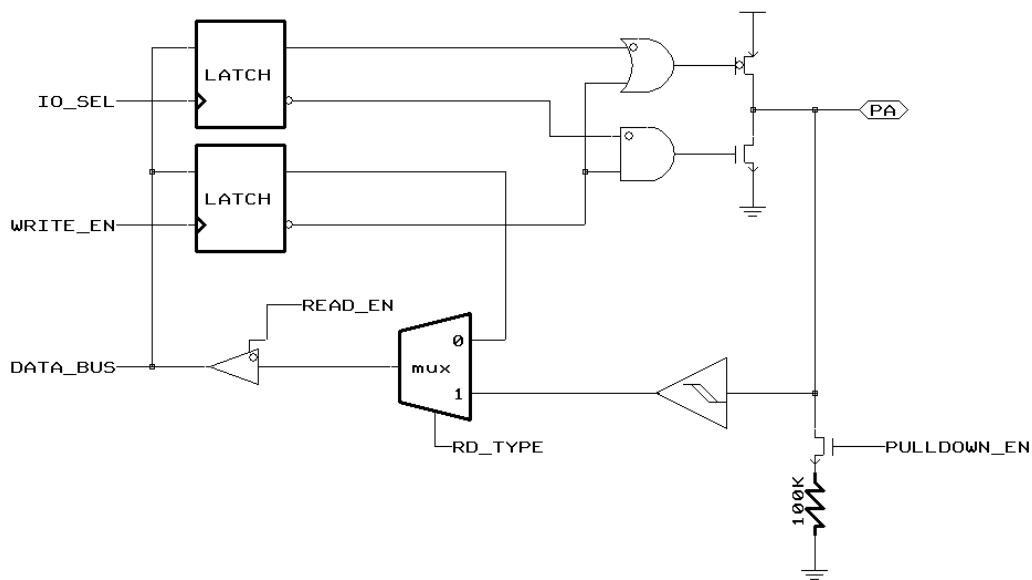 LATCH
IO_SEL
PA
LATCH
WRITE_EN
READ_EN
0
DATA_BUS
mux
1
RD_TYPE
PULLDOWN_EN
100K